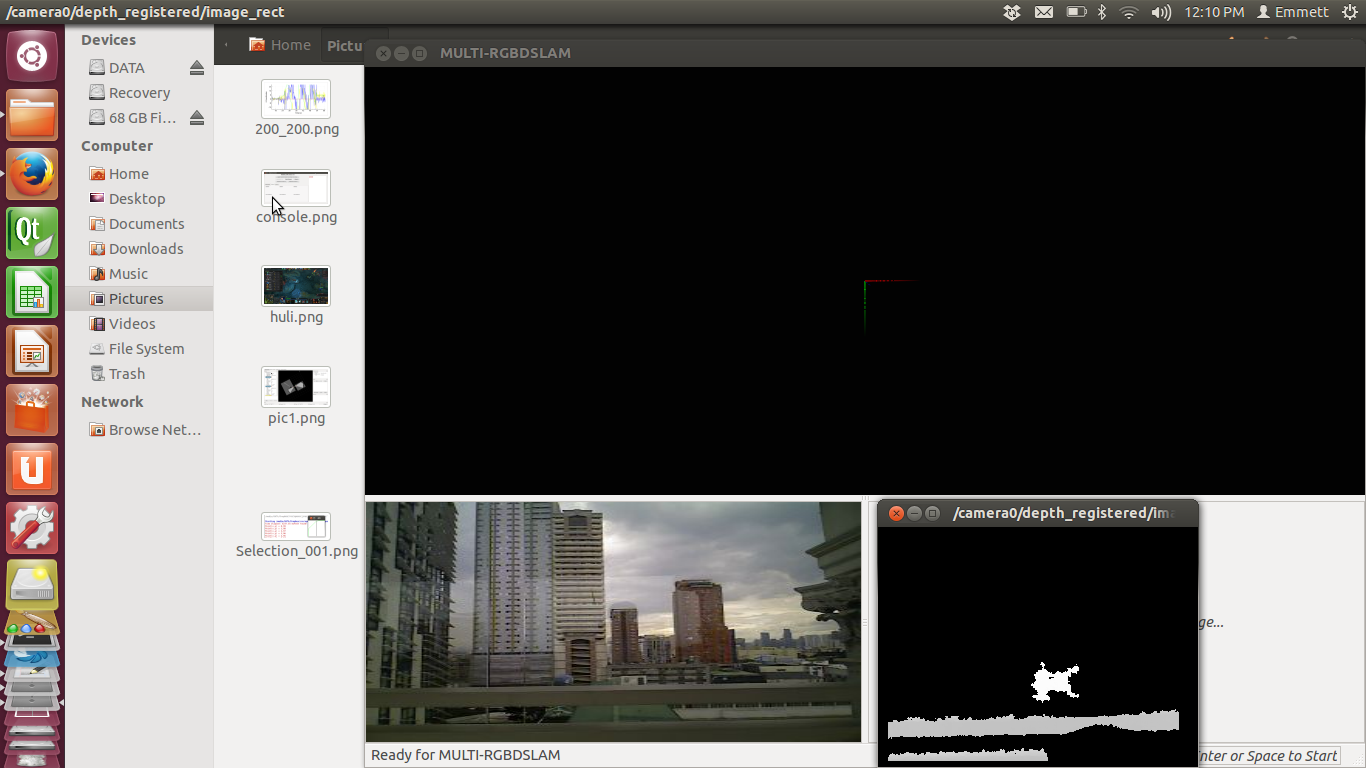 /camera0/depth_registered/image_rect
12:10 PM
Emmett
Devices
DATA
Recovery
68 GB Fi...
Computer
Home
Desktop
Documents
Downloads
Music
Pictures
Videos
File System
Trash
Network
Browse Net...
Home
Pictu
200_200.png
console.png
huli.png
pic1.png
Selection_001.png
MULTI-RGBDSLAM
/camera0/depth_registered/im
ge...
Ready for MULTI-RGBDSLAM
nter or Space to Start
Qt